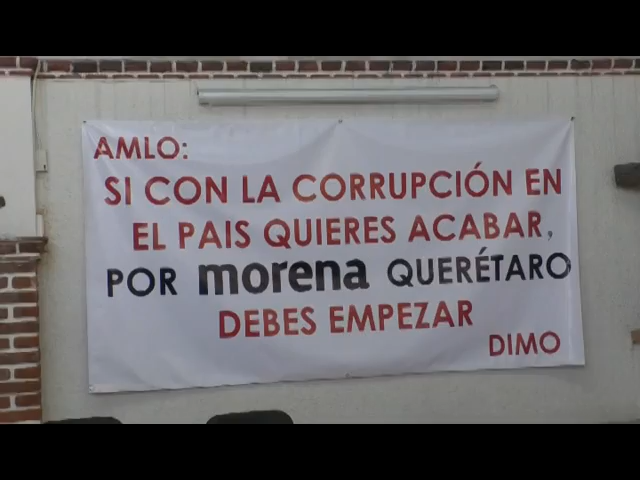 AMLO:
SI CON LA CORRUPCIÓN EN
EL PAIS QUIERES ACABAR,
POR morena QUERÉTARO
DEBES EMPEZAR
DIMO